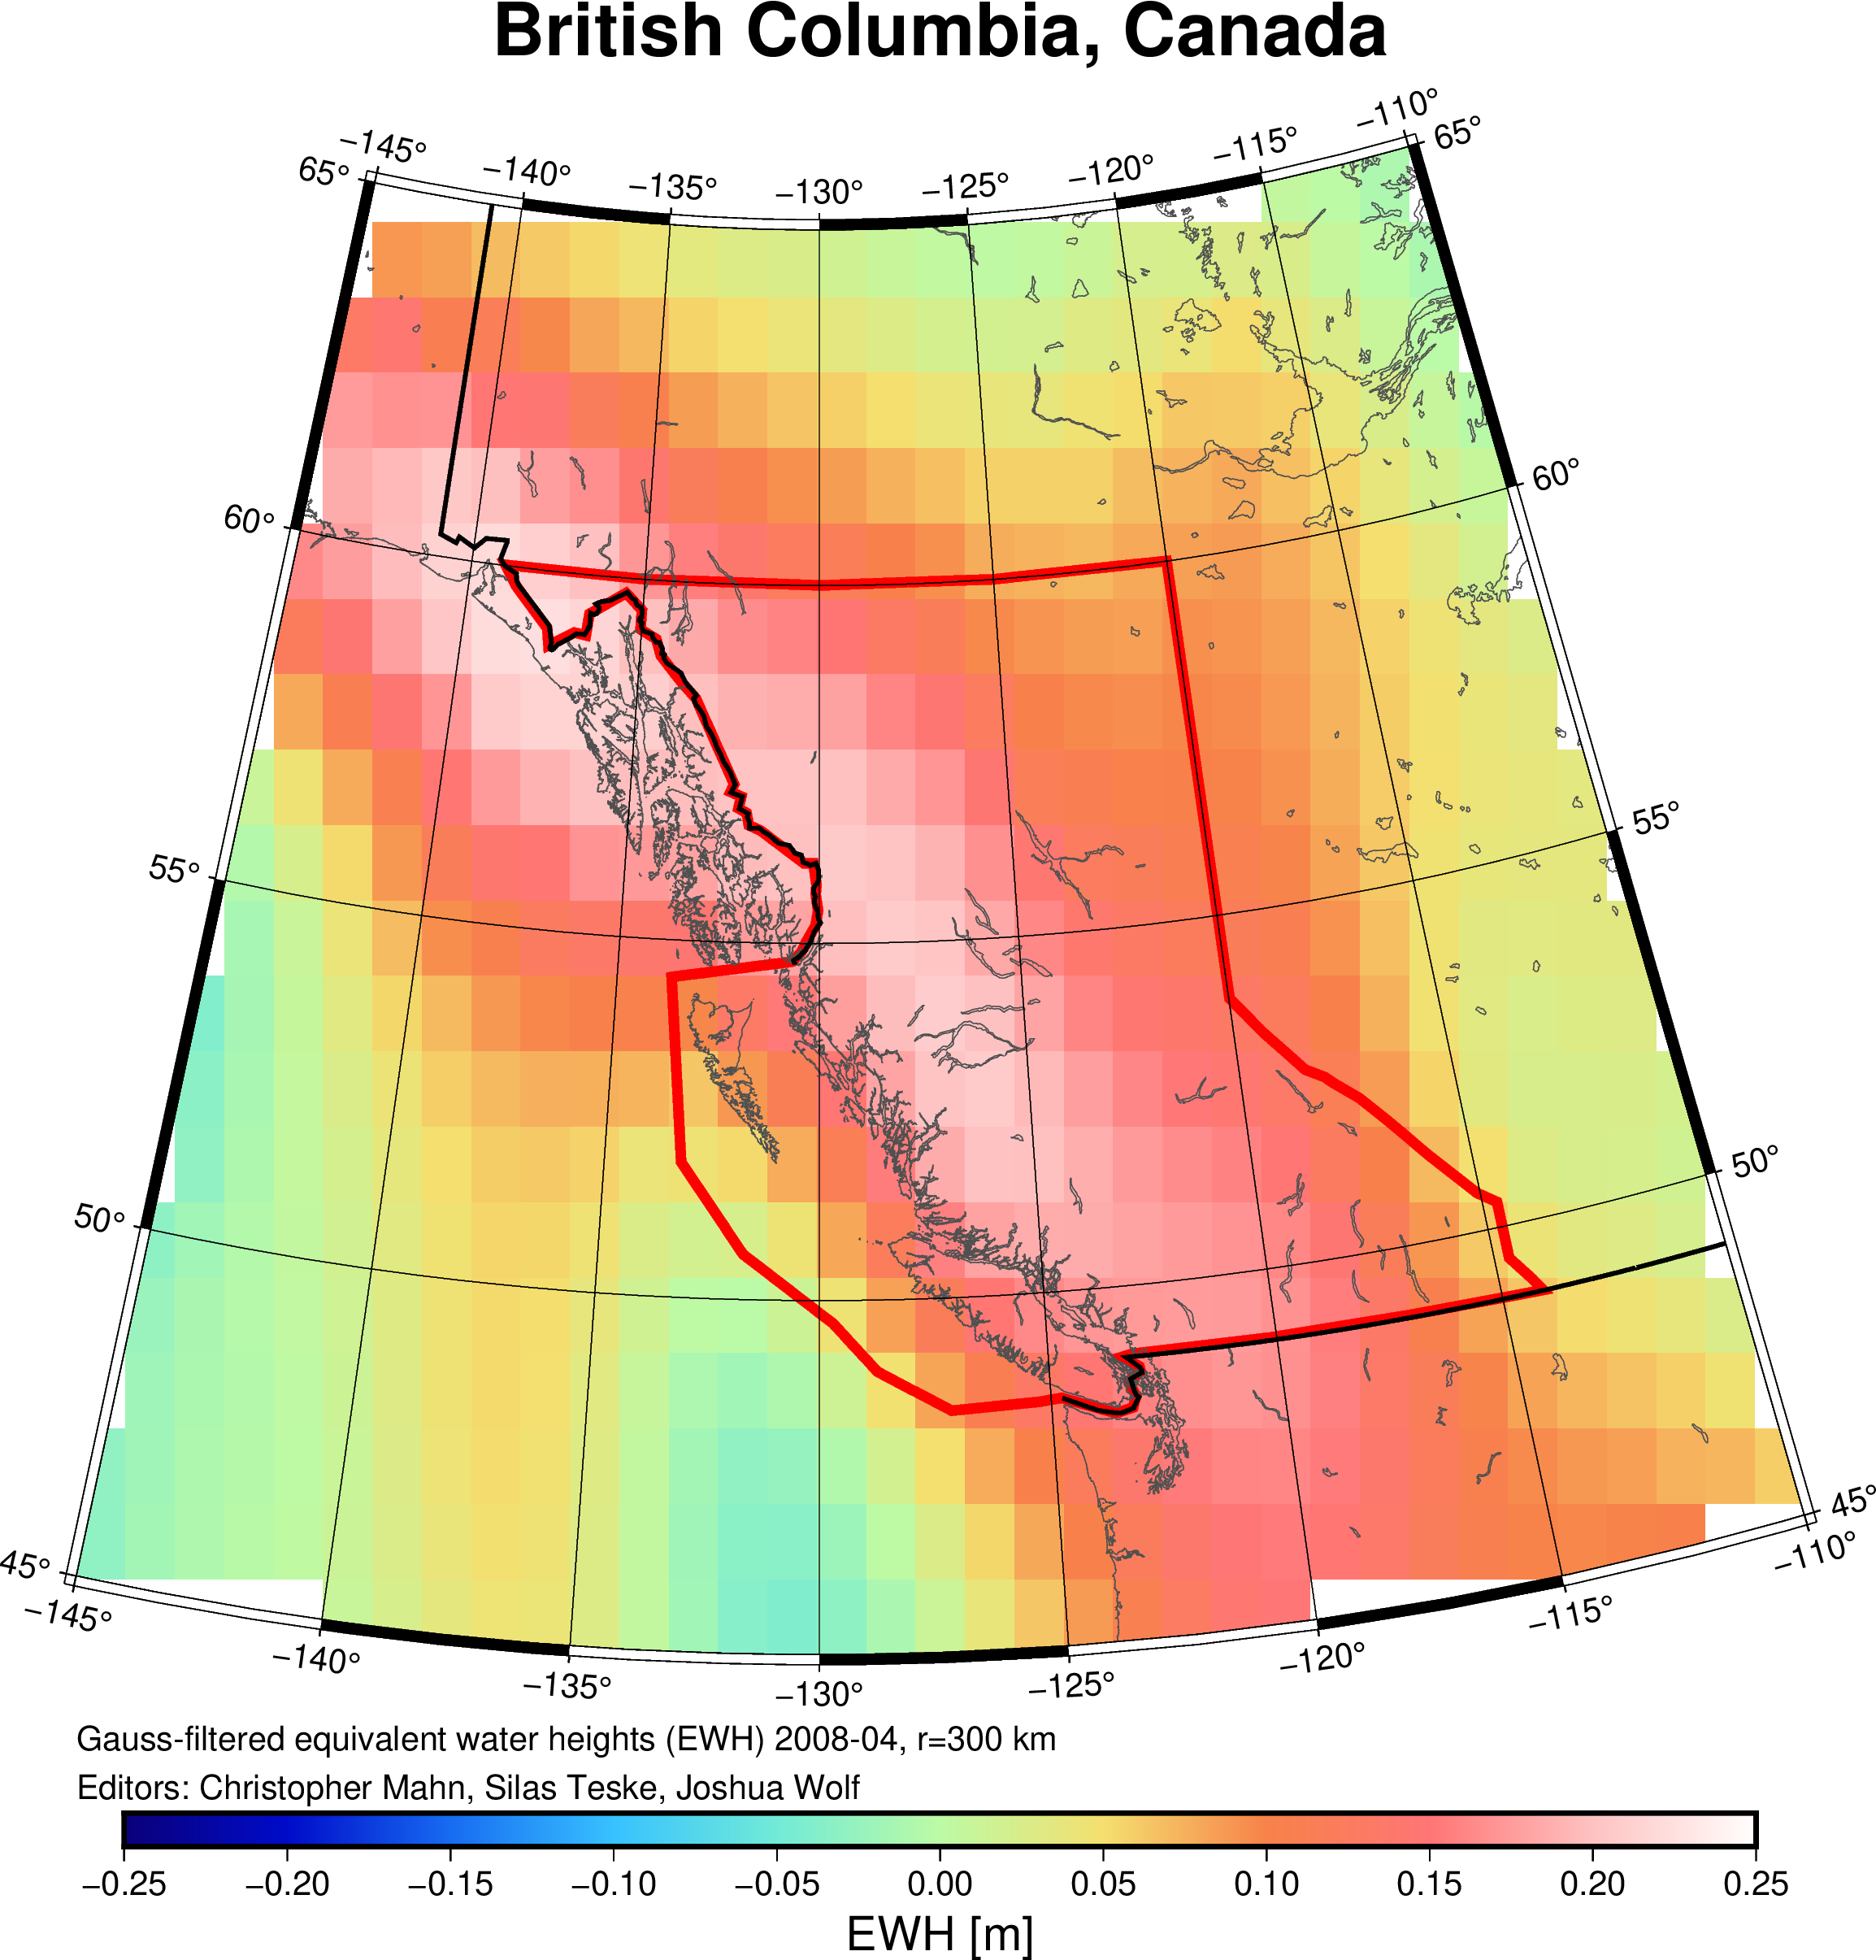 British Columbia, Canada
−145° −140° −135° −130° −125° −120° −115° −110°
65° 65°
60° 60°
55° 55°
50° 50°
45° 45°
−145° −140° −135° −130° −125° −120° −115° −110°
Gauss-filtered equivalent water heights (EWH) 2008-04, r=300 km
Editors: Christopher Mahn, Silas Teske, Joshua Wolf
−0.25 −0.20 −0.15 −0.10 −0.05 0.00 0.05 0.10 0.15 0.20 0.25
EWH [m]